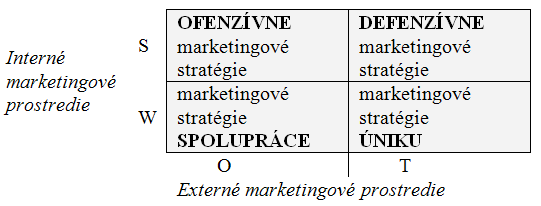 OFENZÍVNE
marketingové
stratégie
DEFENZÍVNE
marketingové
stratégie
Interné
marketingové
prostredie
S
W
marketingové
stratégie
SPOLUPRÁCE
marketingové
stratégie
ÚNIKU
O
T
Externé marketingové prostredie